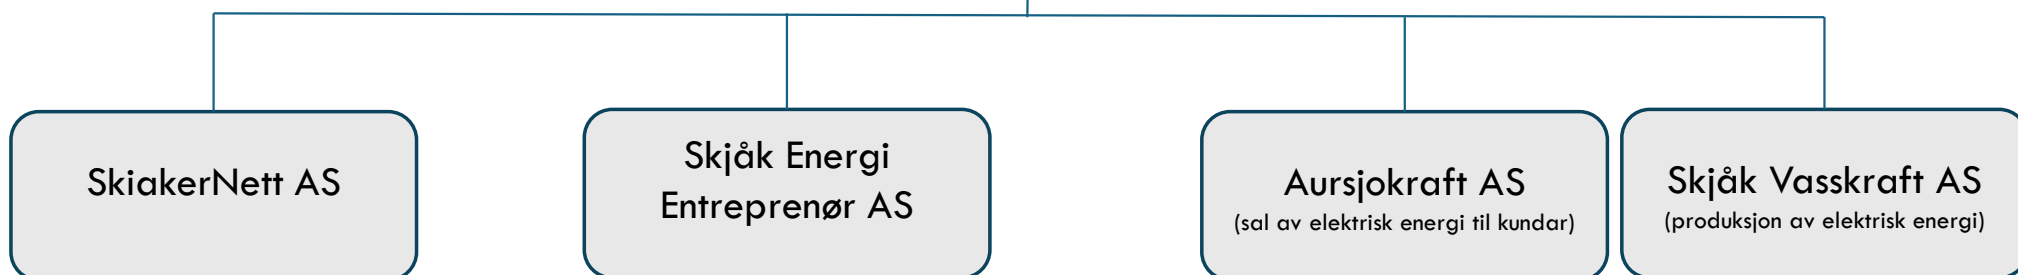 SkiakerNett AS
Skjåk Energi
Entreprenør AS
Aursjokraft AS
(sal av elektrisk energi til kundar)
Skjåk Vasskraft AS
(produksjon av elektrisk energi)